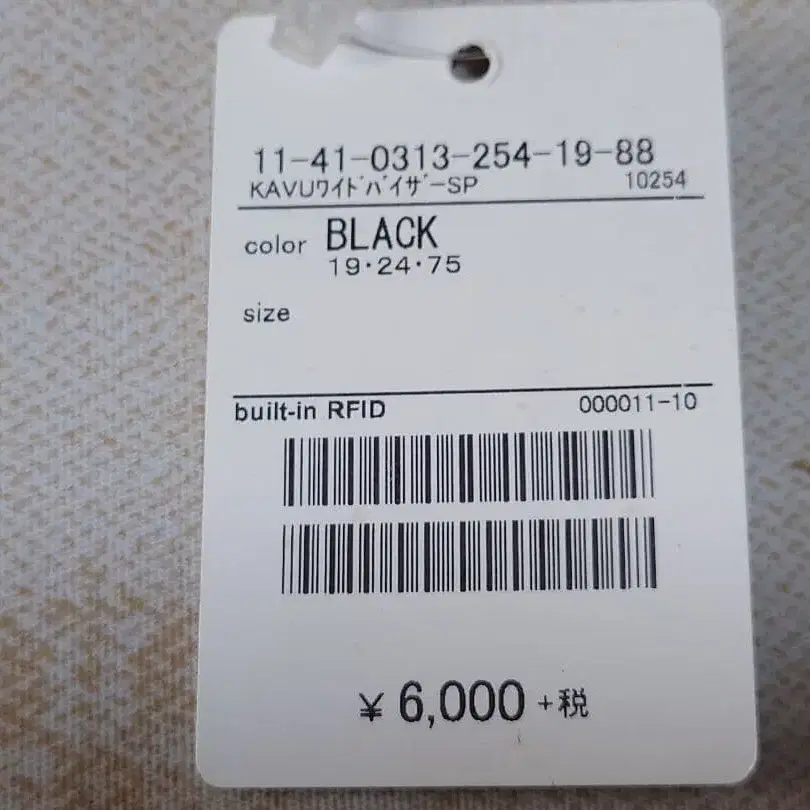 11-41-0313-254-19-88
KAVUワイドバイザーSP 10254
color BLACK
19・24・75
size
built-in RFID 000011-10
¥ 6,000 +税